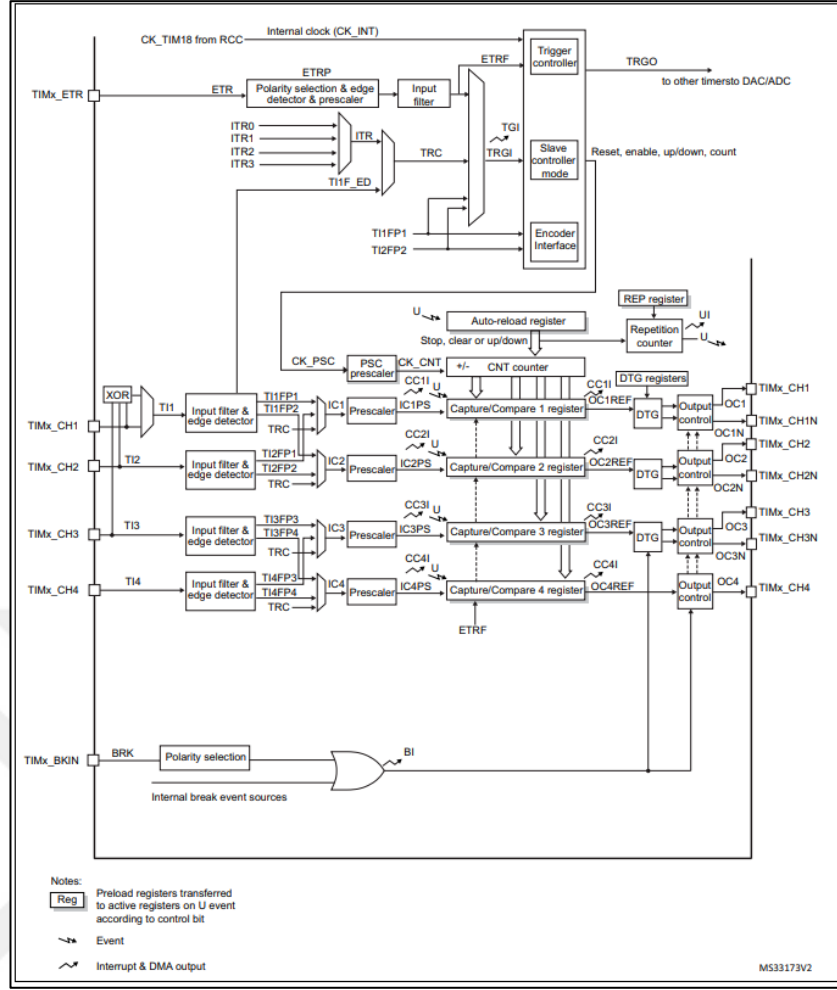 Internal clock (CK_INT)
CK_TIM18 from RCC
Trigger
controller
ETRF
TRGO
to other timersto DAC/ADC
ETRP
TIMx_ETR
ETR
Polarity selection & edge
detector & prescaler
Input
filter
TGI
ITR0
ITR1
ITR2
ITR3
ITR
TRC
TRGI
Slave
controller
mode
Reset, enable, up/down, count
TI1F_ED
TI1FP1
TI2FP2
Encoder
Interface
REP register
U
Auto-reload register
UI
Repetition
counter
U
Stop, clear or up/down
CK_PSC
PSC
prescaler
CK_CNT
+/-
CNT counter
DTG registers
XOR
TI1
TIMx_CH1
Input filter &
edge detector
TI1FP1
TI1FP2
TRC
IC1
Prescaler
IC1PS
CC1I
U
Capture/Compare 1 register
CC1I
OC1REF
DTG
Output
control
OC1
TIMx_CH1
OC1N
TIMx_CH1N
TIMx_CH2
TI2
Input filter &
edge detector
TI2FP1
TI2FP2
TRC
IC2
Prescaler
IC2PS
CC2I
U
Capture/Compare 2 register
CC2I
OC2REF
DTG
Output
control
OC2
TIMx_CH2
OC2N
TIMx_CH2N
TIMx_CH3
TI3
Input filter &
edge detector
TI3FP3
TI3FP4
TRC
IC3
Prescaler
IC3PS
CC3I
U
Capture/Compare 3 register
CC3I
OC3REF
DTG
Output
control
OC3
TIMx_CH3
OC3N
TIMx_CH3N
TIMx_CH4
TI4
Input filter &
edge detector
TI4FP3
TI4FP4
TRC
IC4
Prescaler
IC4PS
CC4I
U
Capture/Compare 4 register
CC4I
OC4REF
Output
control
OC4
TIMx_CH4
ETRF
TIMx_BKIN
BRK
Polarity selection
BI
Internal break event sources
Notes:
Reg
Preload registers transferred
to active registers on U event
according to control bit
Event
Interrupt & DMA output
MS33173V2